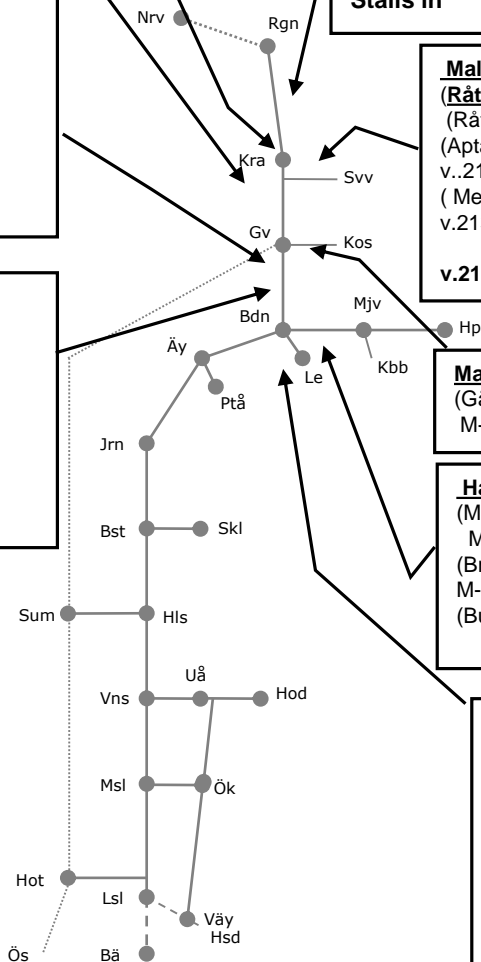 Stalls in
Nrv
Rgn
Mal
(Råt
(Råt
(Apta
v..21
( Me
v.21
v.21
Kra
Svv
Gv
Kos
Mjv
Bdn
Hp
Äy
Le
Kbb
Ptå
Ma
(Gä
M-
Jrn
Ha
(M
M
(Br
M-
(Bu
Bst
Skl
Sum
Hls
Uå
Vns
Hod
Msl
Ök
Hot
Lsl
Väy
Hsd
Ös
Bä